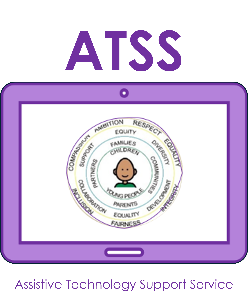 ATSS
COMPASSION
AMBITION
RESPECT
EQUALITY
INTEGRITY
FAIRNESS
INCLUSION
SUPPORT
EQUITY
DIVERSITY
DEVELOPMENT
EQUALITY
COLLABORATION
PARTNERS
FAMILIES
COMMUNITIES
PARENTS
CHILDREN
YOUNG PEOPLE
Assistive Technology Support Service